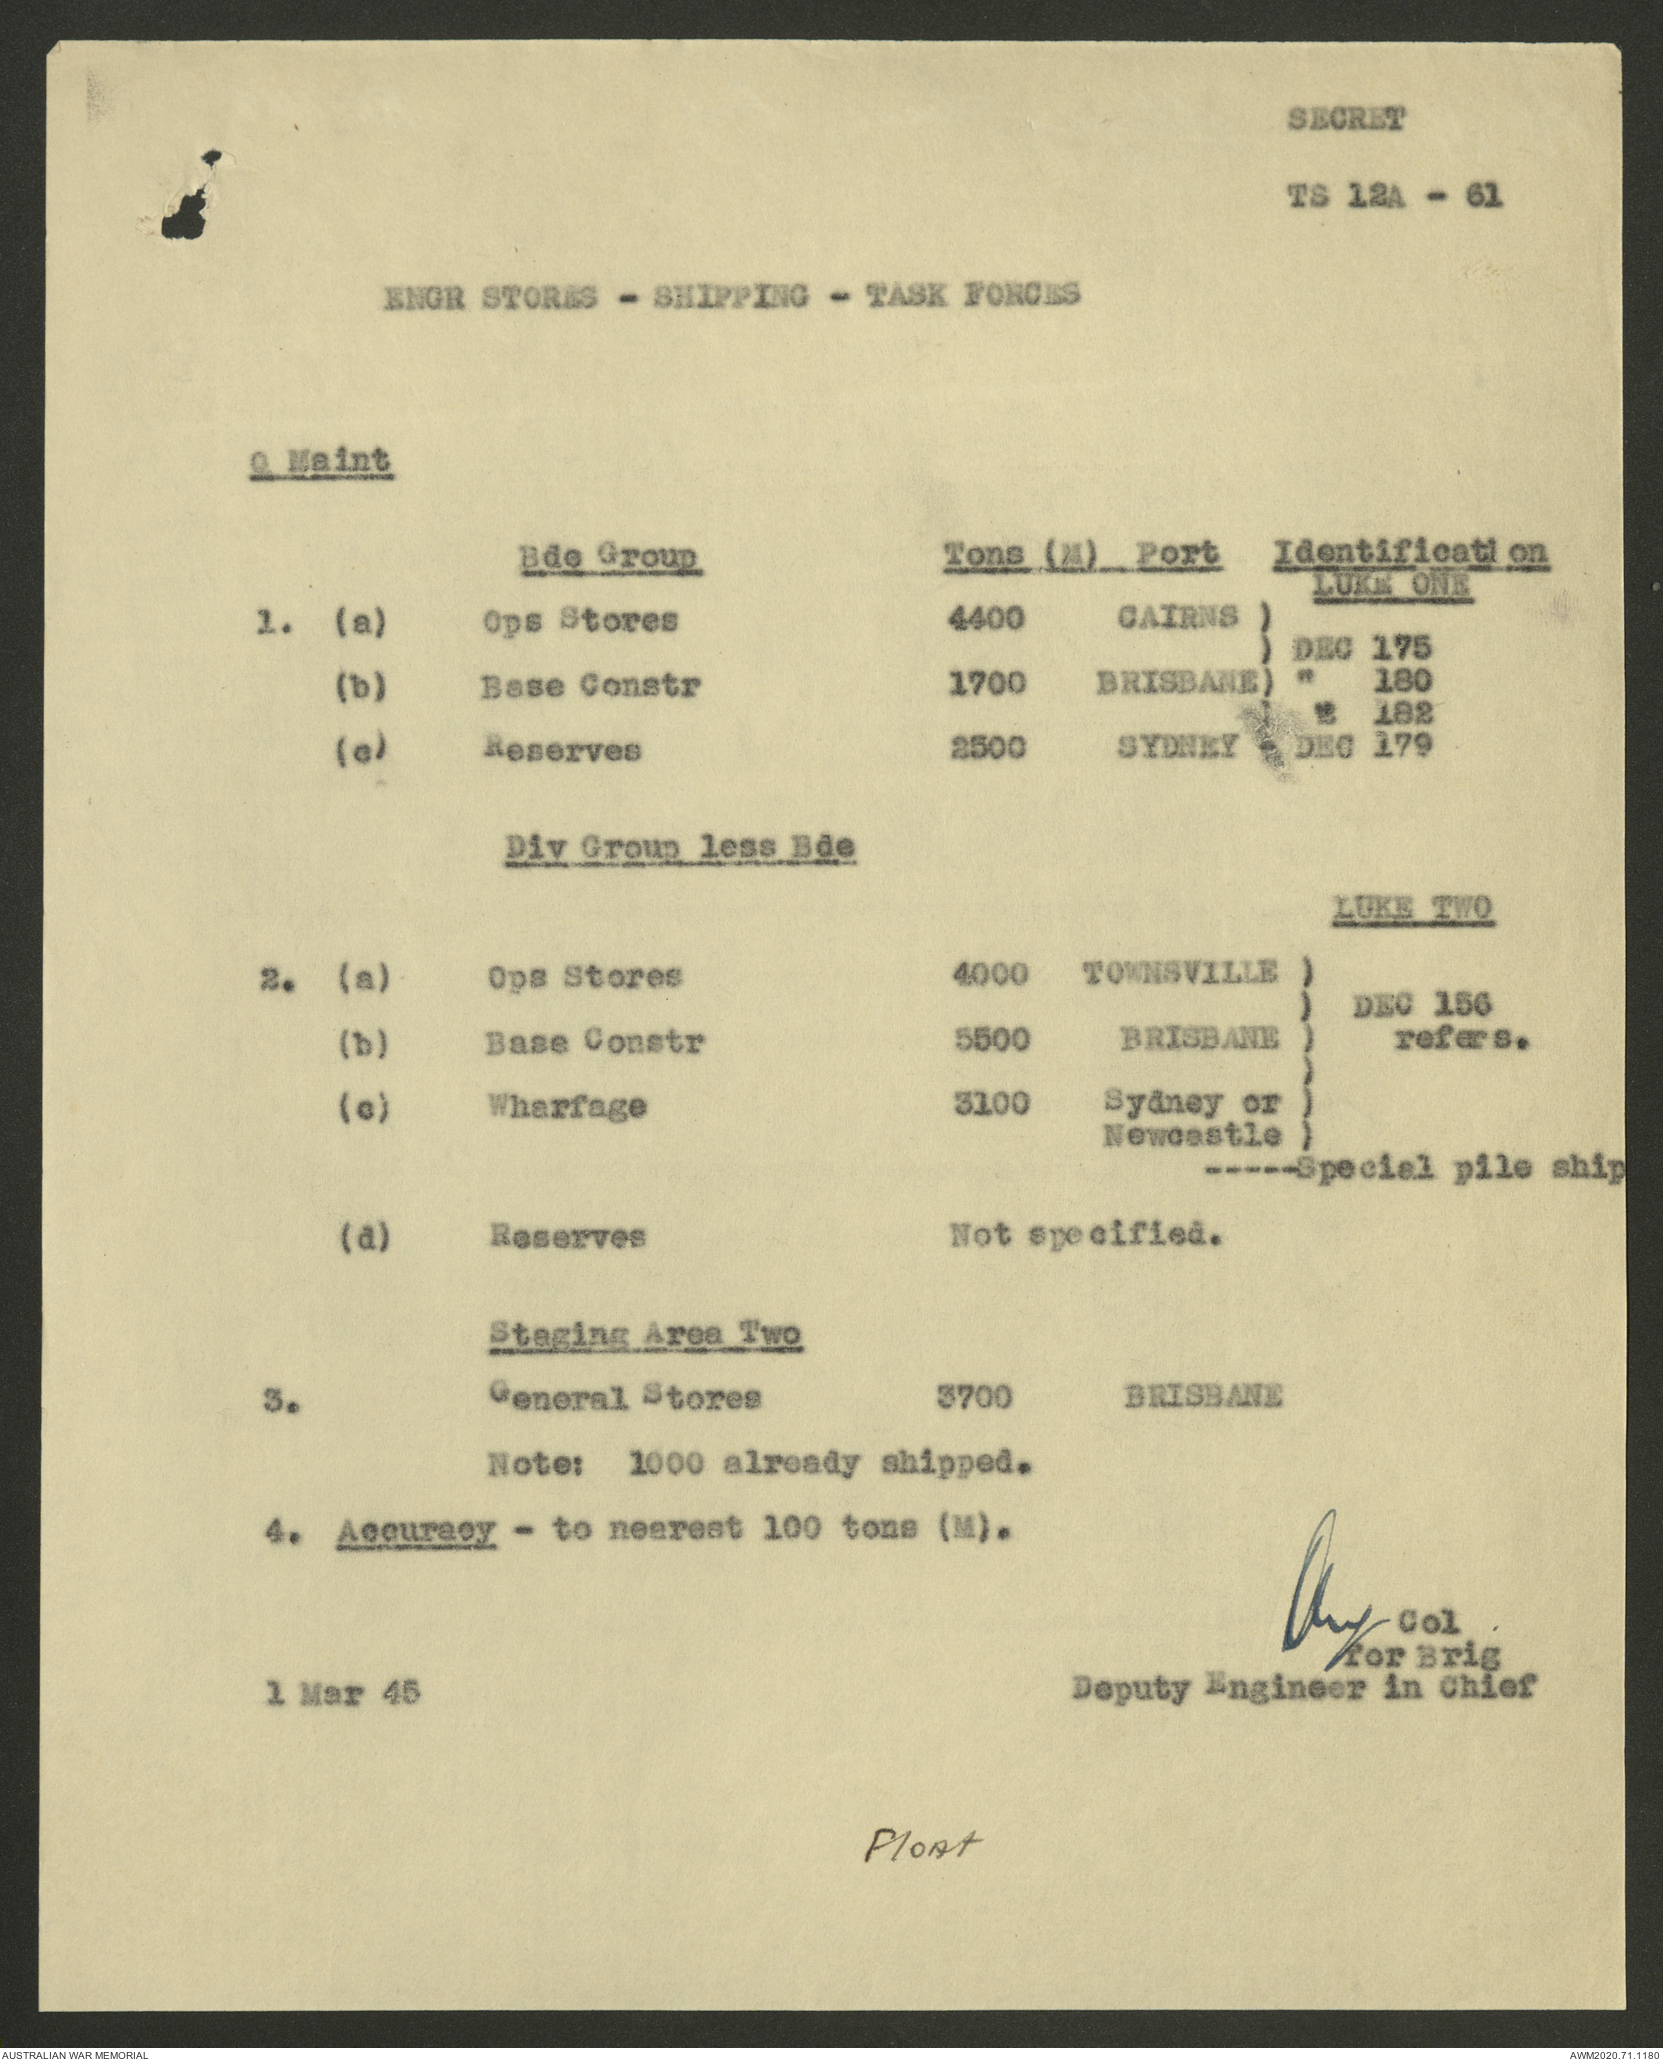 SECRET
TS 12A - 61
ENGR STORES - SHIPPING - TASK FORCES
Q Maint
Bde Group Tons (M) Port Identification
LUKE ONE
1. (a) Ops Stores 4400 CAIRNS )
) DEC 175
(b) Base Constr 1700 BRISBANE) " 180
) " 182
(c) Reserves 2500 SYDNEY - DEC 179
Div Group less Bde
LUKE TWO
2. (a) Ops Stores 4000 TOWNSVILLE )
) DEC 156
(b) Base Constr 5500 BRISBANE ) refers.
)
(c) Wharfage 3100 Sydney or )
Newcastle )
-----Special pile ship
(d) Reserves Not specified.
Staging Area Two
3. General Stores 3700 BRISBANE
Note: 1000 already shipped.
4. Accuracy - to nearest 100 tons (M).
Col
for Brig
1 Mar 45 Deputy Engineer in Chief
Float
AUSTRALIAN WAR MEMORIAL AWM2020.71.1180